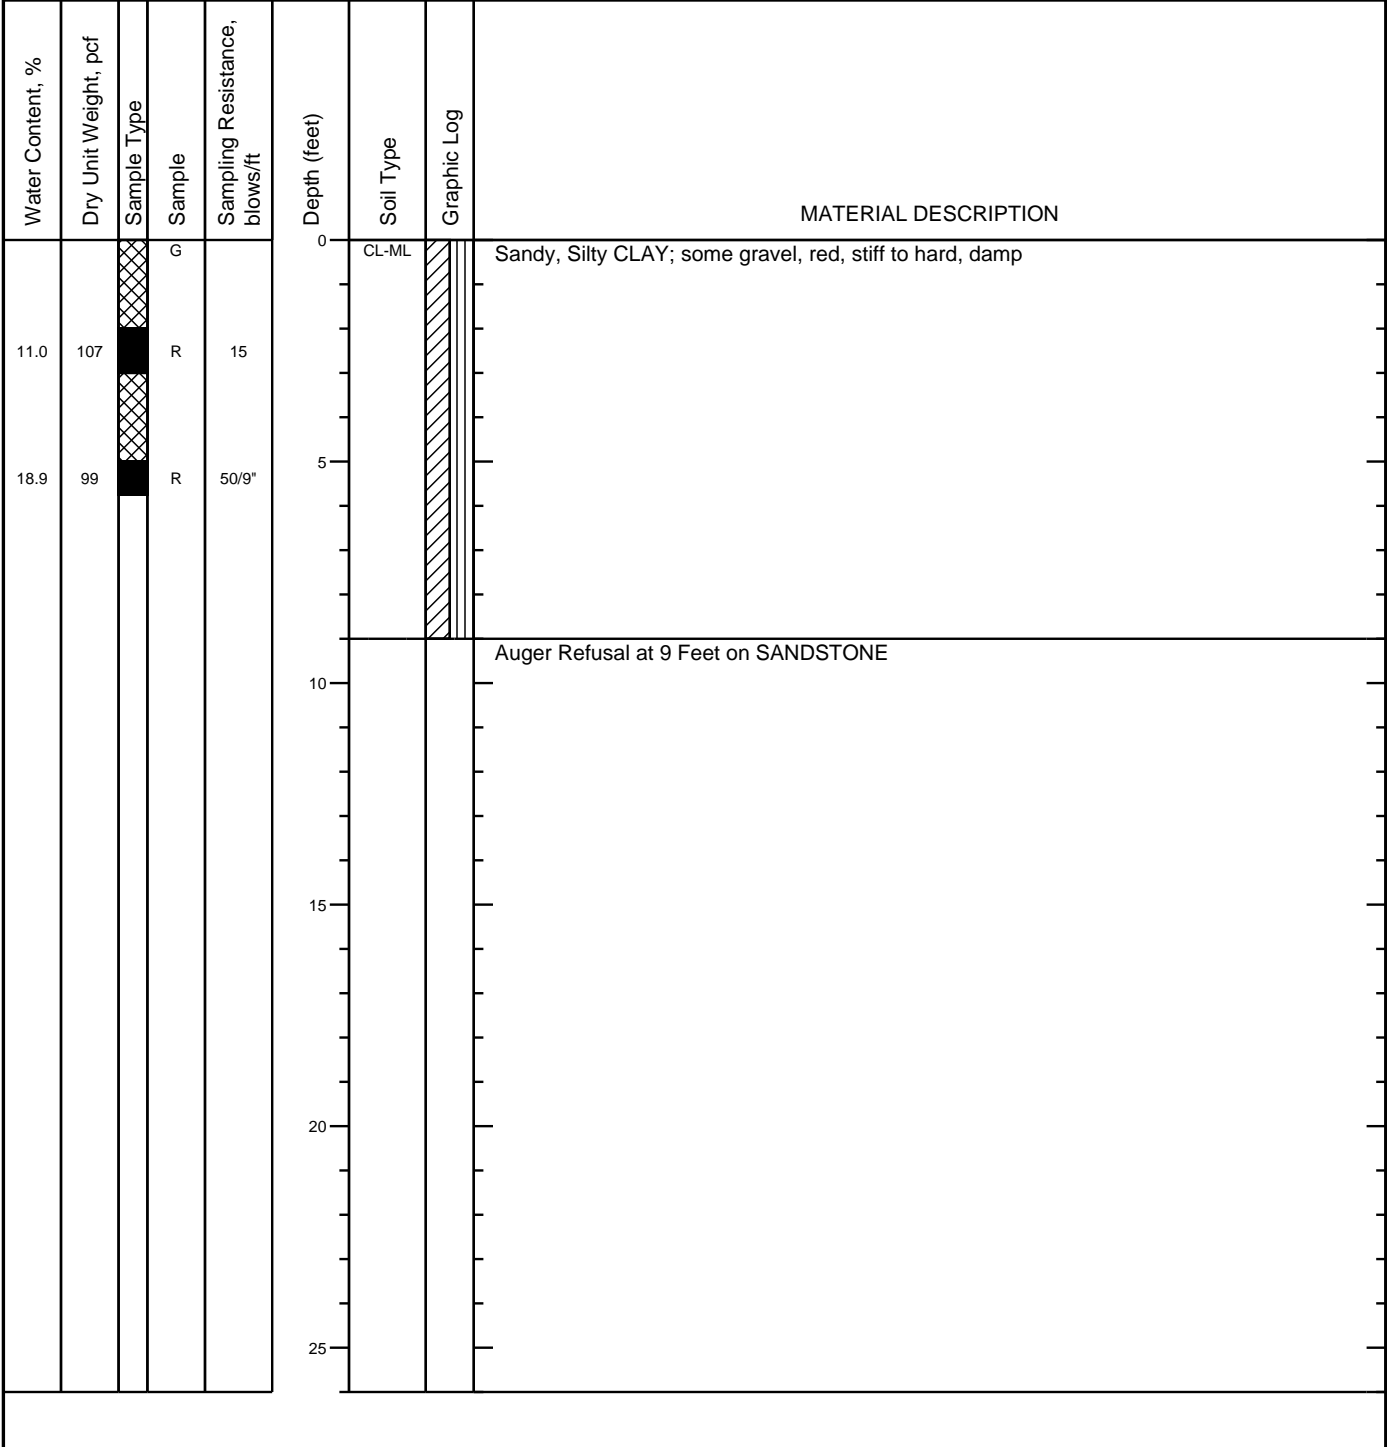 Water Content, %
Dry Unit Weight, pcf
Sample Type
Sample
Sampling Resistance,
blows/ft
Depth (feet)
Soil Type
Graphic Log
MATERIAL DESCRIPTION
0
G
CL-ML
Sandy, Silty CLAY; some gravel, red, stiff to hard, damp
11.0
107
R
15
5
18.9
99
R
50/9"
Auger Refusal at 9 Feet on SANDSTONE
10
15
20
25